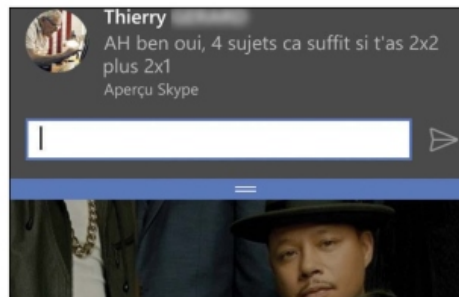 Thierry
AH ben oui, 4 sujets ca suffit si t'as 2x2
plus 2x1
Aperçu Skype